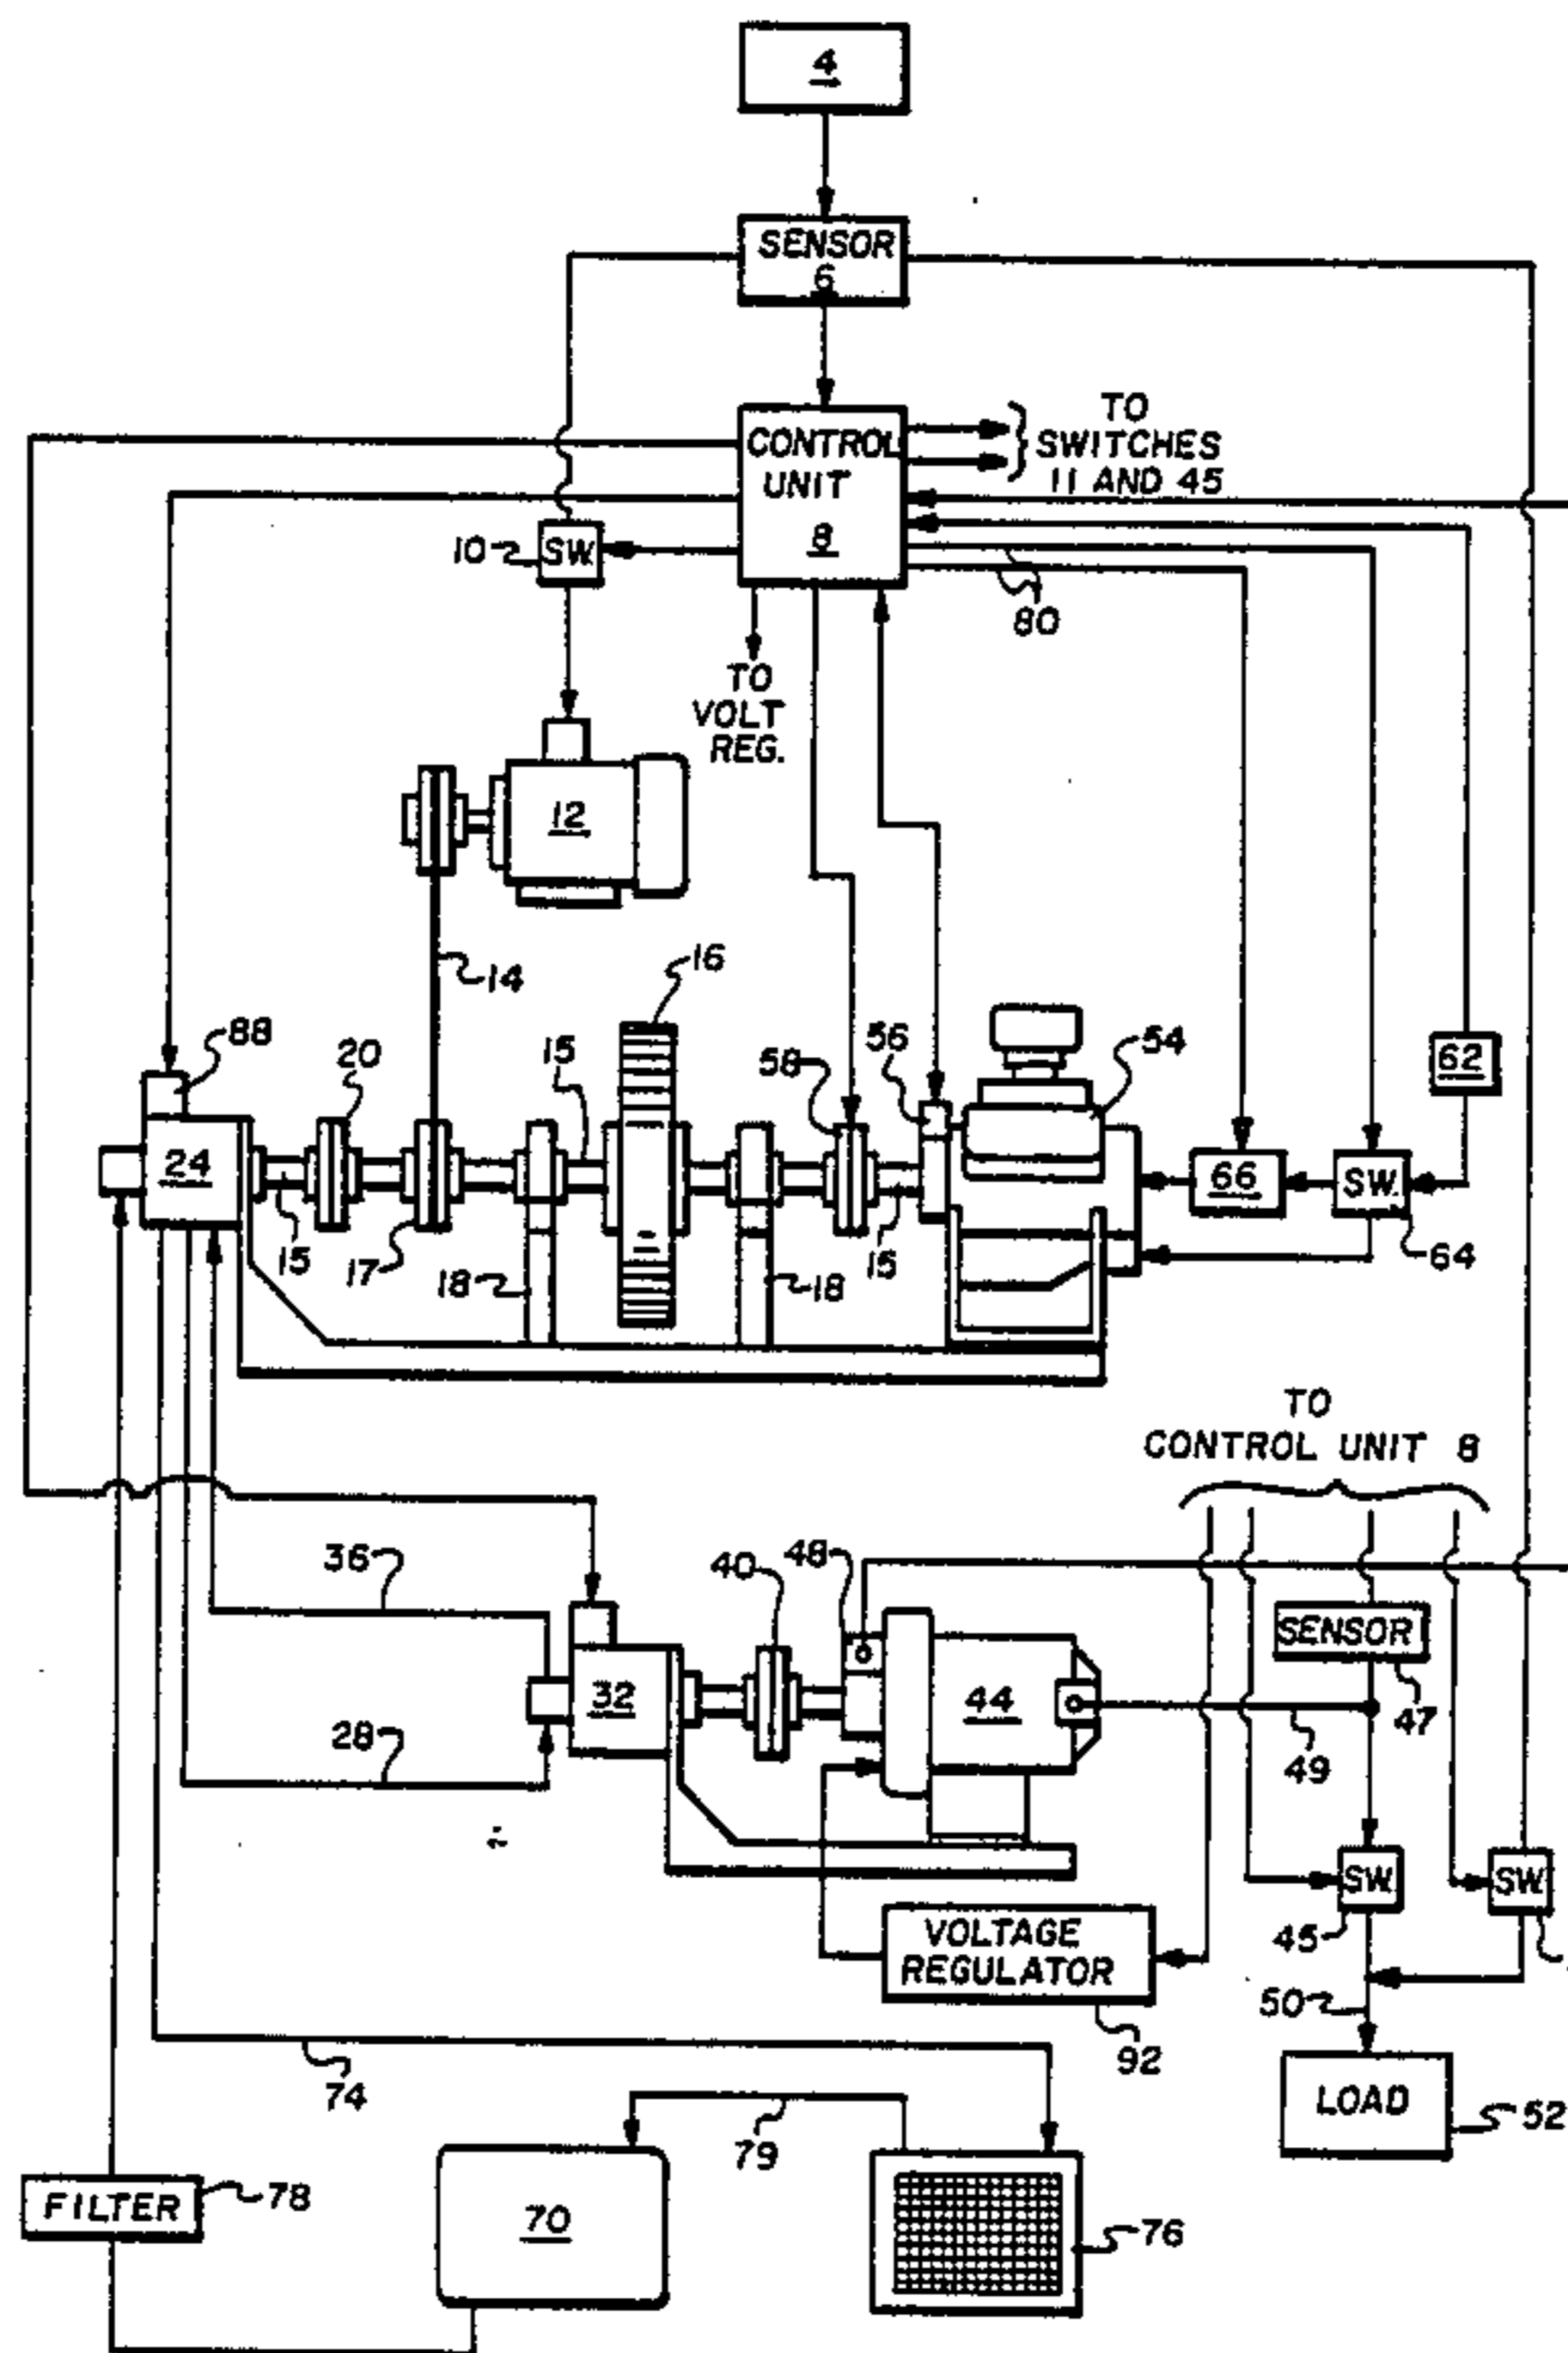 4
SENSOR
6
CONTROL
UNIT
8
TO
SWITCHES
11 AND 45
10
SW.
80
TO
VOLT
REG.
12
14
16
88
20
15
58
56
54
62
24
66
SW.
15
17
18
18
15
64
TO
CONTROL UNIT 8
36
40
48
SENSOR
32
44
47
28
49
SW.
SW.
VOLTAGE
REGULATOR
45
50
92
74
LOAD
52
79
FILTER
78
70
76